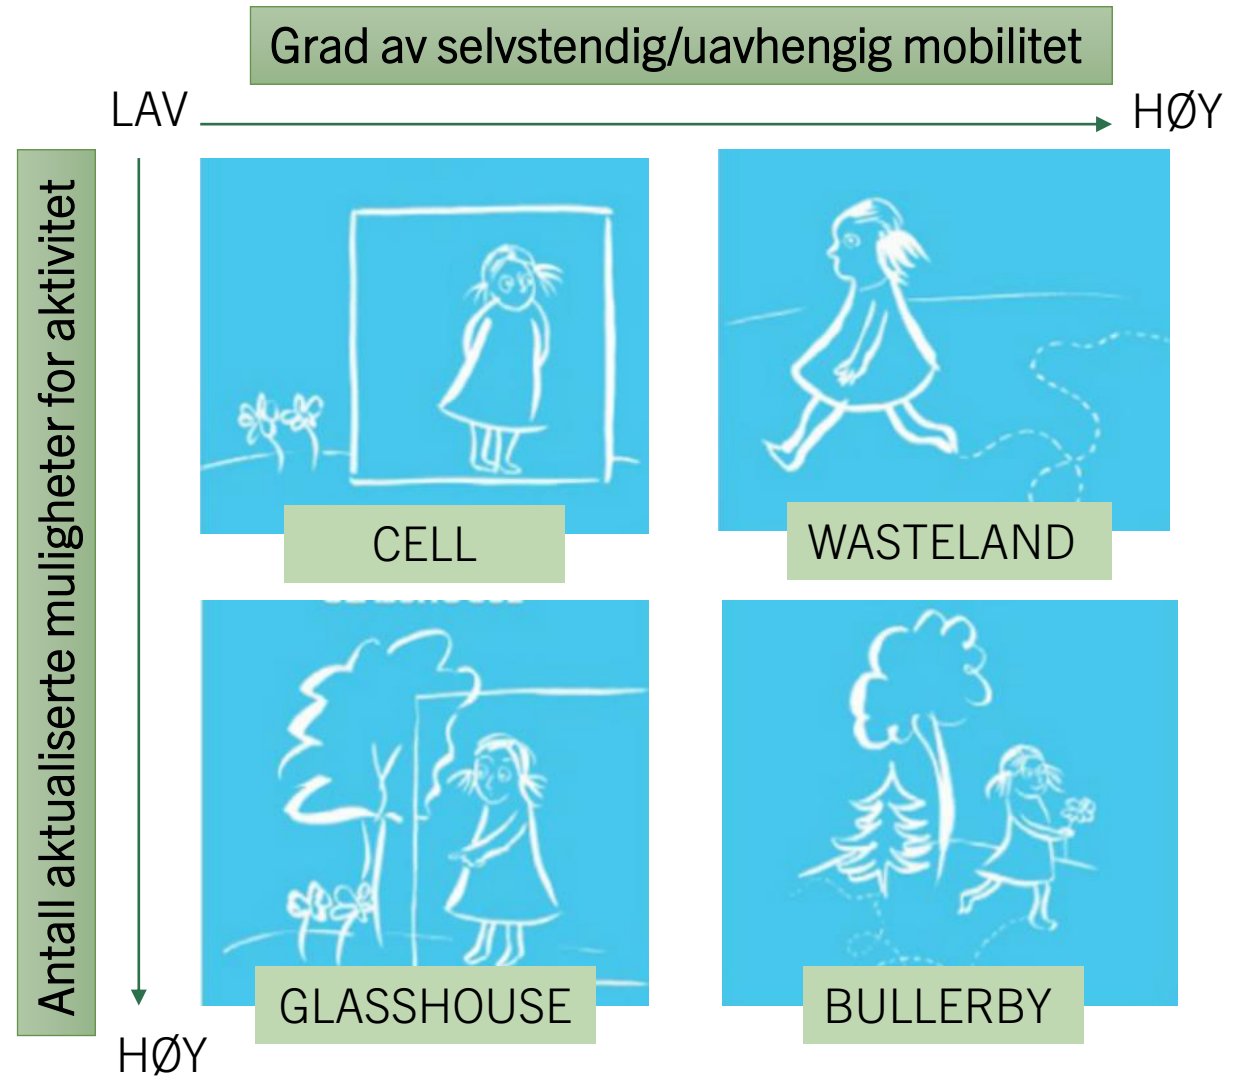 Grad av selvstendig/uavhengig mobilitet
LAV
HØY
Antall aktualiserte muligheter for aktivitet
CELL
WASTELAND
GLASSHOUSE
BULLERBY
HØY